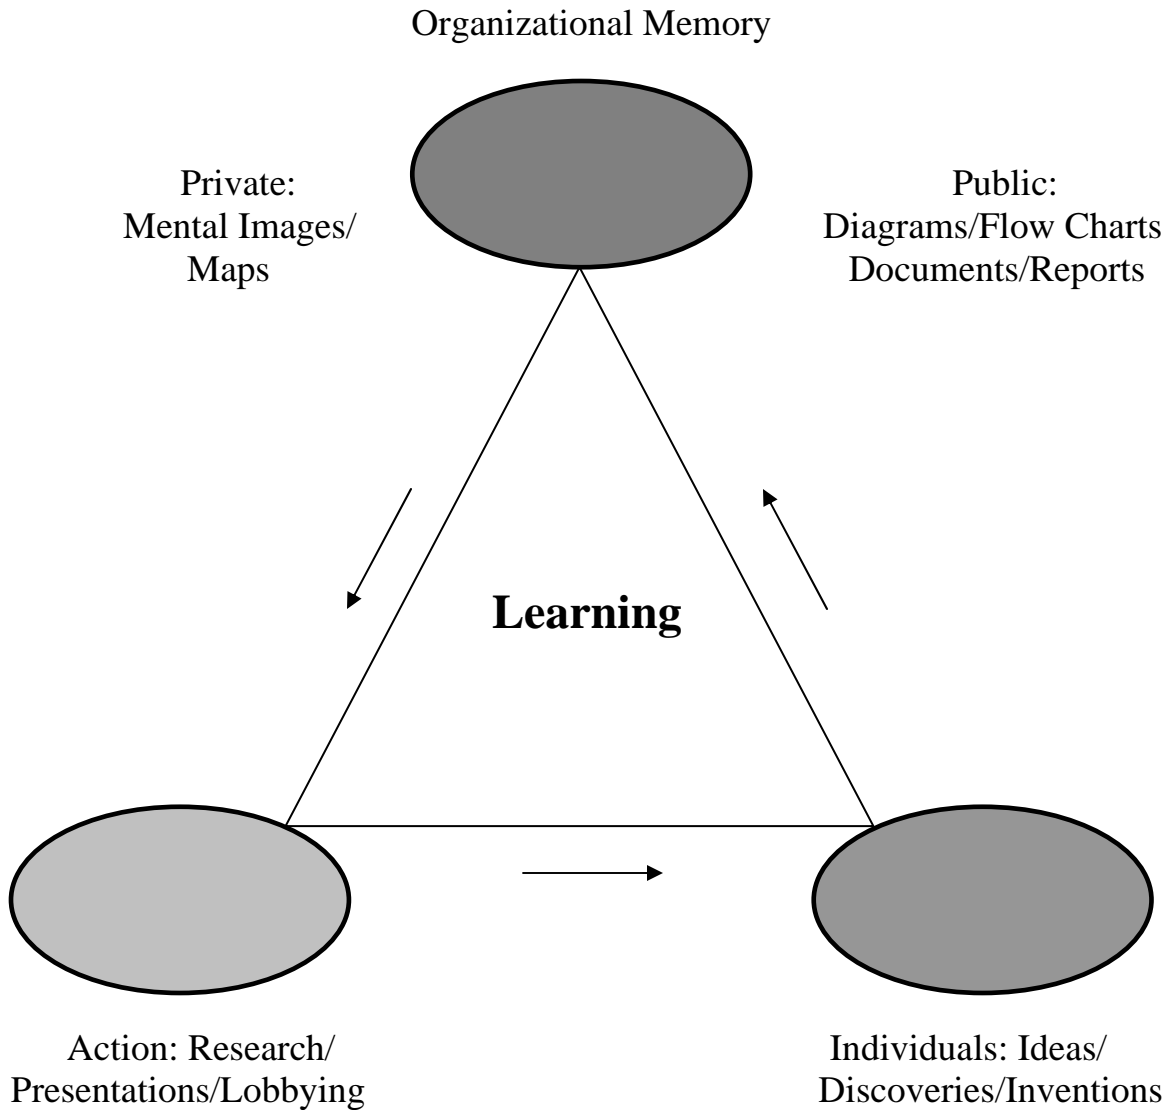 Organizational Memory
Private:
Mental Images/
Maps
Public:
Diagrams/Flow Charts
Documents/Reports
Learning
Action: Research/
Presentations/Lobbying
Individuals: Ideas/
Discoveries/Inventions